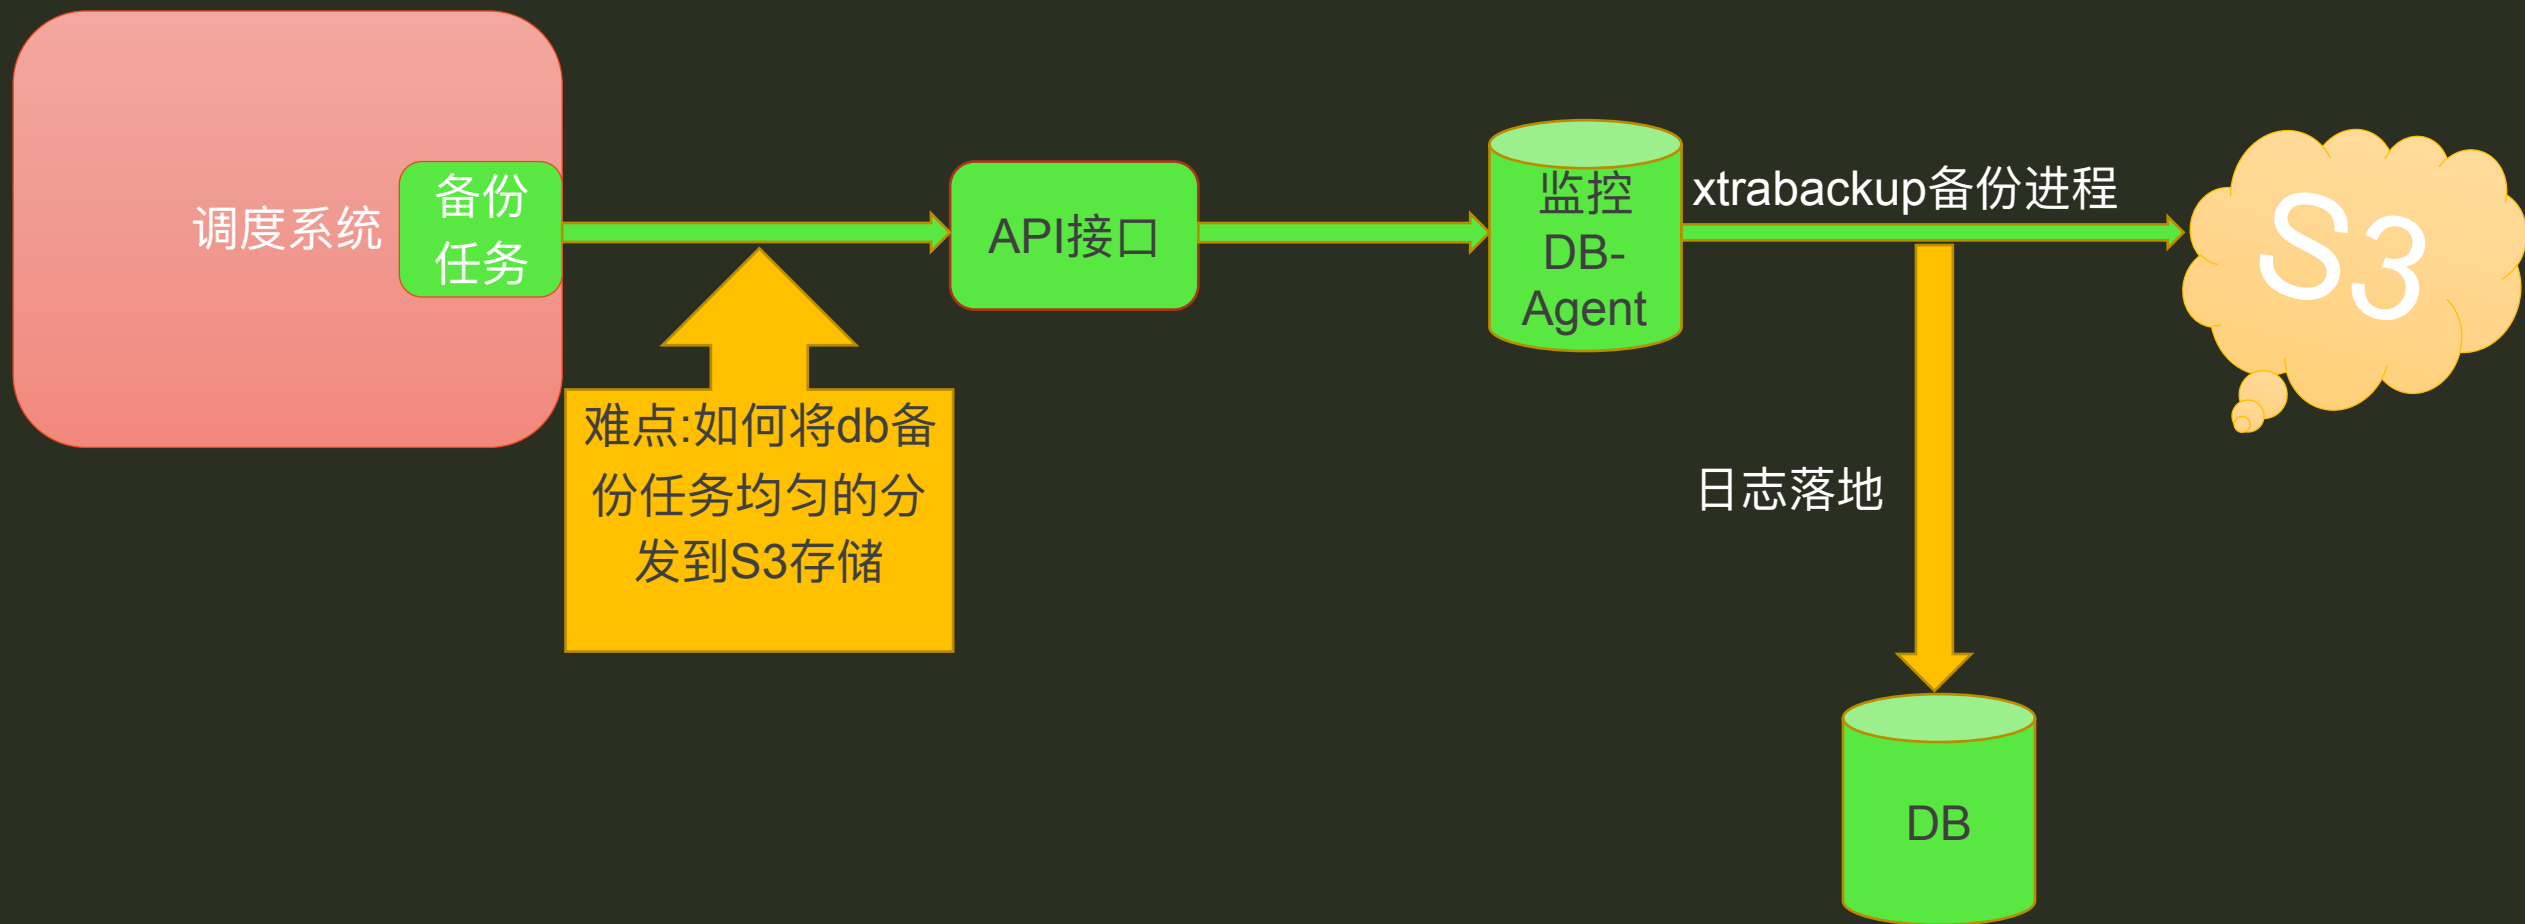 调度系统
备份
任务
API接口
监控
DB-
Agent
xtrabackup备份进程
S3
难点:如何将db备
份任务均匀的分
发到S3存储
日志落地
DB